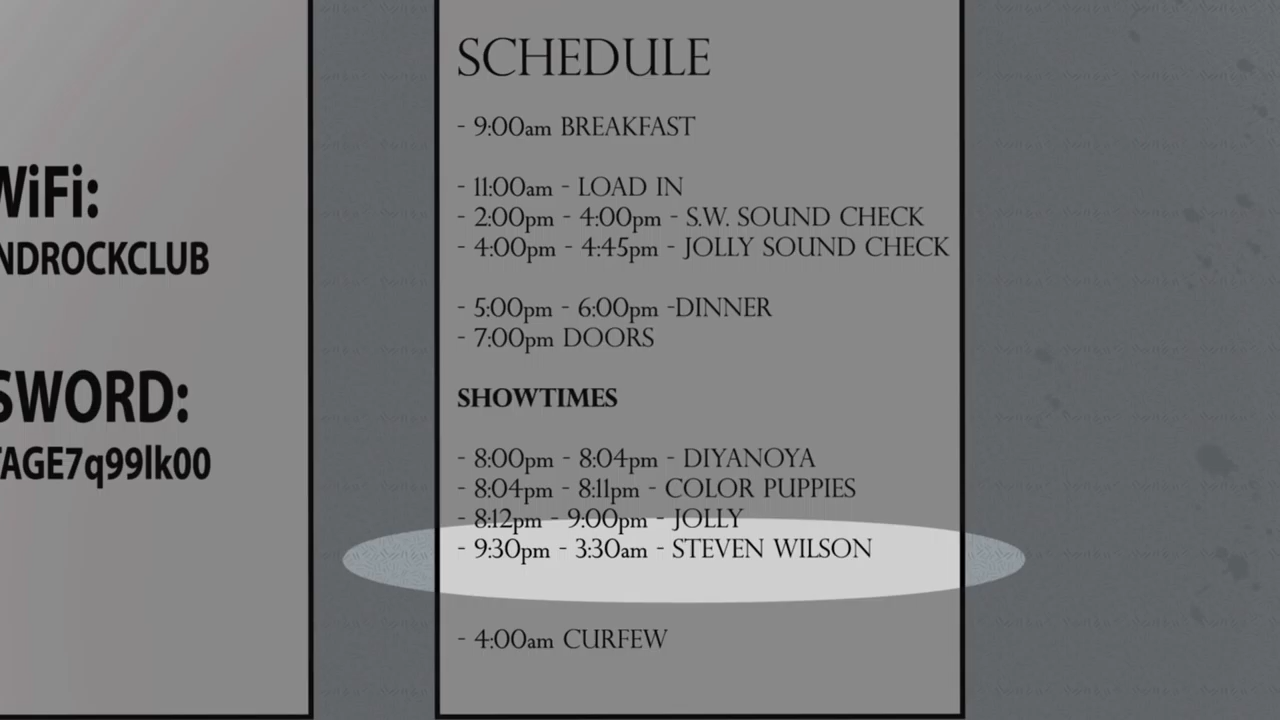 WiFi:
NDROCKCLUB
SWORD:
TAGE7q99lk00
SCHEDULE
- 9:00am BREAKFAST
- 11:00am - LOAD IN
- 2:00pm - 4:00pm - S.W. SOUND CHECK
- 4:00pm - 4:45pm - JOLLY SOUND CHECK
- 5:00pm - 6:00pm -DINNER
- 7:00pm DOORS
SHOWTIMES
- 8:00pm - 8:04pm - DIYANOYA
- 8:04pm - 8:11pm - COLOR PUPPIES
- 8:12pm - 9:00pm - JOLLY
- 9:30pm - 3:30am - STEVEN WILSON
- 4:00am CURFEW